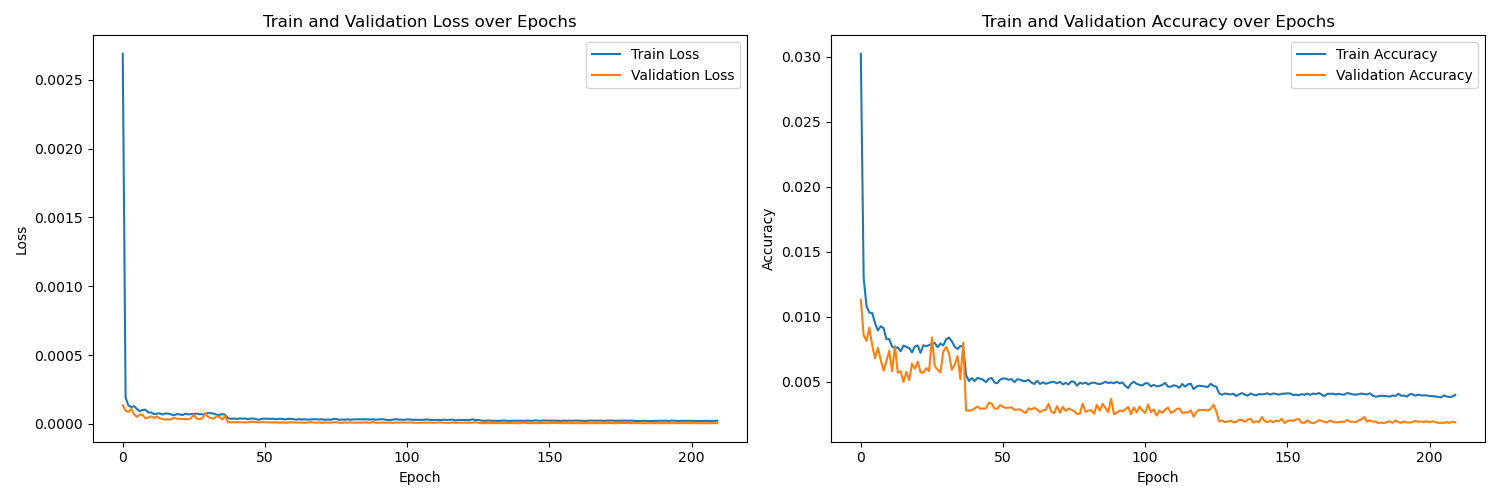 Train and Validation Loss over Epochs
Train Loss
Validation Loss
0.0025
0.0020
0.0015
0.0010
0.0005
0.0000
Loss
0
50
100
150
200
Epoch
Train and Validation Accuracy over Epochs
Train Accuracy
Validation Accuracy
0.030
0.025
0.020
0.015
0.010
0.005
Accuracy
0
50
100
150
200
Epoch